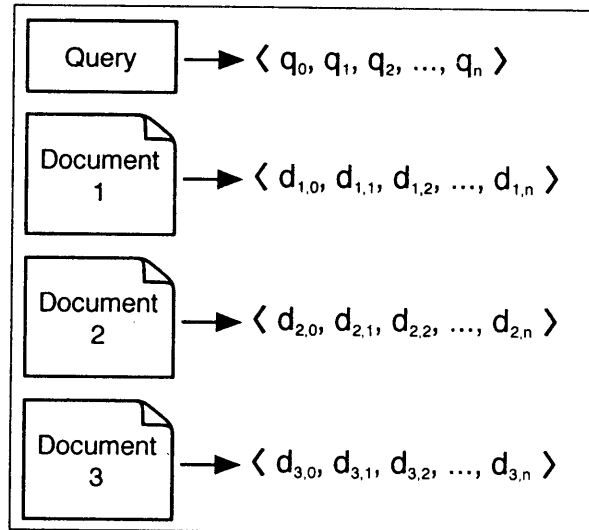 Query ⟨ q₀, q₁, q₂, ..., qₙ ⟩
Document
1
⟨ d₁,₀, d₁,₁, d₁,₂, ..., d₁,ₙ ⟩
Document
2
⟨ d₂,₀, d₂,₁, d₂,₂, ..., d₂,ₙ ⟩
Document
3
⟨ d₃,₀, d₃,₁, d₃,₂, ..., d₃,ₙ ⟩